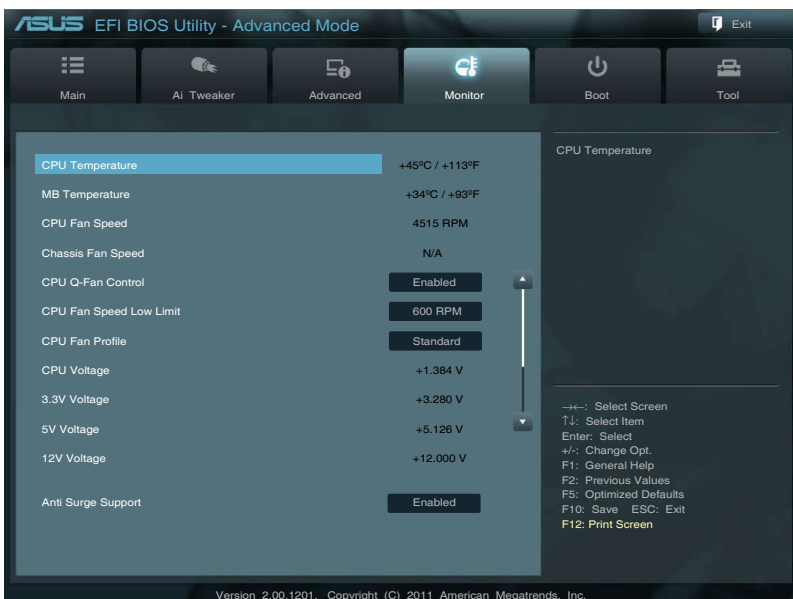 ASUS EFI BIOS Utility - Advanced Mode Exit
Main Ai Tweaker Advanced Monitor Boot Tool
CPU Temperature +45ºC / +113ºF
MB Temperature +34ºC / +93ºF
CPU Fan Speed 4515 RPM
Chassis Fan Speed N/A
CPU Q-Fan Control Enabled
CPU Fan Speed Low Limit 600 RPM
CPU Fan Profile Standard
CPU Voltage +1.384 V
3.3V Voltage +3.280 V
5V Voltage +5.126 V
12V Voltage +12.000 V
Anti Surge Support Enabled
CPU Temperature
→←: Select Screen
↑↓: Select Item
Enter: Select
+/-: Change Opt.
F1: General Help
F2: Previous Values
F5: Optimized Defaults
F10: Save ESC: Exit
F12: Print Screen
Version 2.00.1201. Copyright (C) 2011 American Megatrends, Inc.